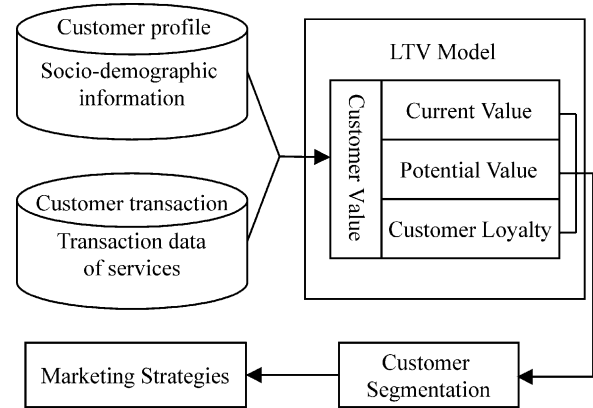 Customer profile
Socio-demographic
information
Customer transaction
Transaction data
of services
LTV Model
Customer Value
Current Value
Potential Value
Customer Loyalty
Marketing Strategies
Customer
Segmentation